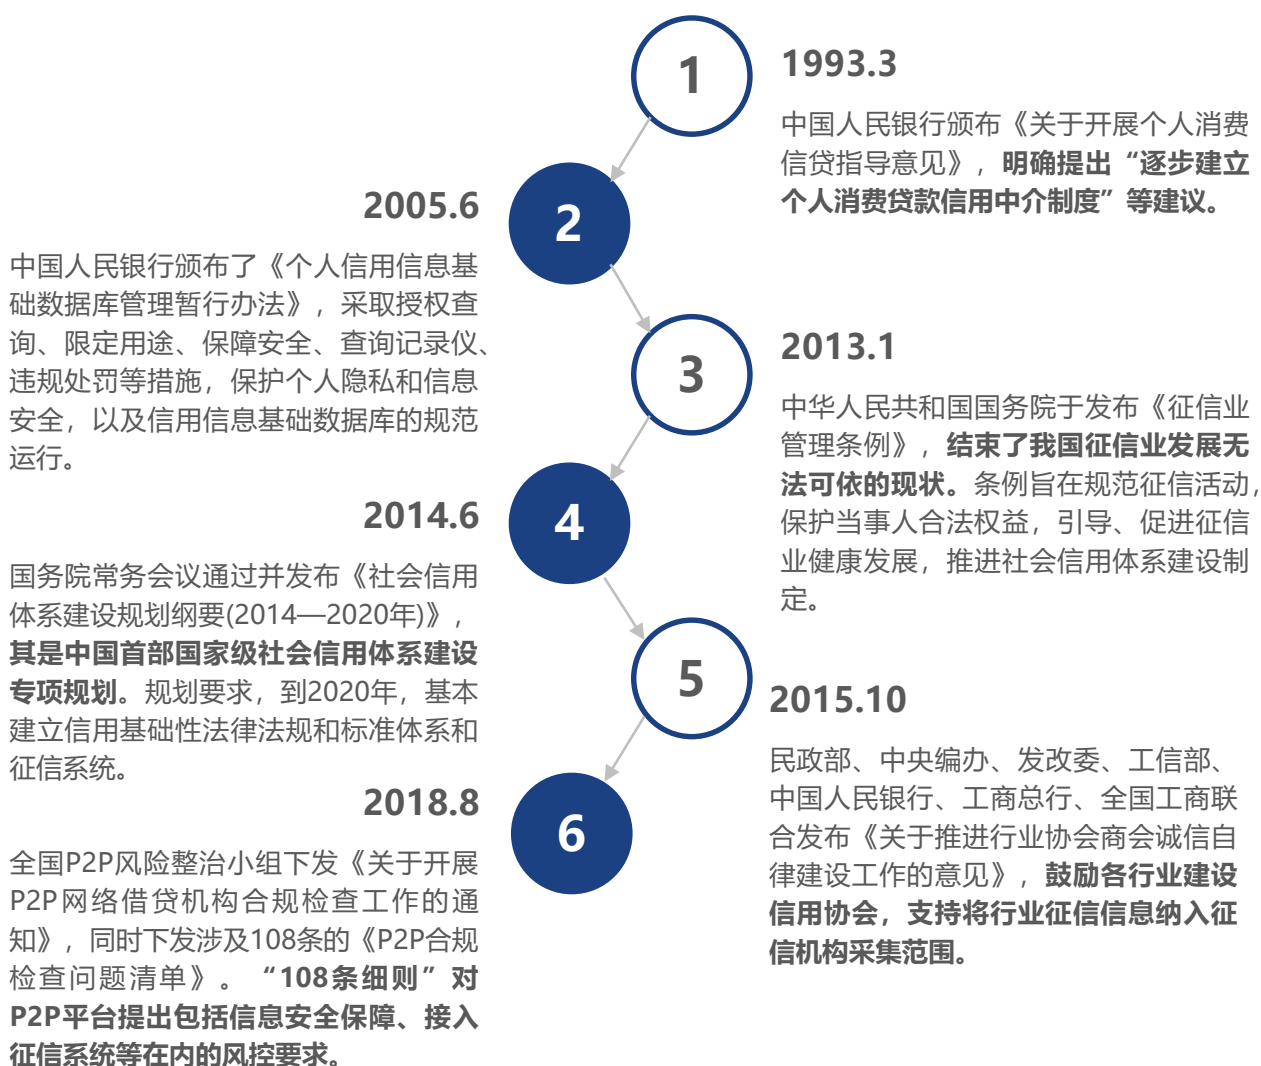 1
1993.3
中国人民银行颁布《关于开展个人消费
信贷指导意见》，明确提出“逐步建立
个人消费贷款信用中介制度”等建议。
2
2005.6
中国人民银行颁布了《个人信用信息基
础数据库管理暂行办法》，采取授权查
询、限定用途、保障安全、查询记录仪、
违规处罚等措施，保护个人隐私和信息
安全，以及信用信息基础数据库的规范
运行。
3
2013.1
中华人民共和国国务院于发布《征信业
管理条例》，结束了我国征信业发展无
法可依的现状。条例旨在规范征信活动，
保护当事人合法权益，引导、促进征信
业健康发展，推进社会信用体系建设制
定。
4
2014.6
国务院常务会议通过并发布《社会信用
体系建设规划纲要(2014—2020年)》，
其是中国首部国家级社会信用体系建设
专项规划。规划要求，到2020年，基本
建立信用基础性法律法规和标准体系和
征信系统。
5
2015.10
民政部、中央编办、发改委、工信部、
中国人民银行、工商总行、全国工商联
合发布《关于推进行业协会商会诚信自
律建设工作的意见》，鼓励各行业建设
信用协会，支持将行业征信信息纳入征
信机构采集范围。
6
2018.8
全国P2P风险整治小组下发《关于开展
P2P网络借贷机构合规检查工作的通
知》，同时下发涉及108条的《P2P合规
检查问题清单》。“108条细则”对
P2P平台提出包括信息安全保障、接入
征信系统等在内的风控要求。